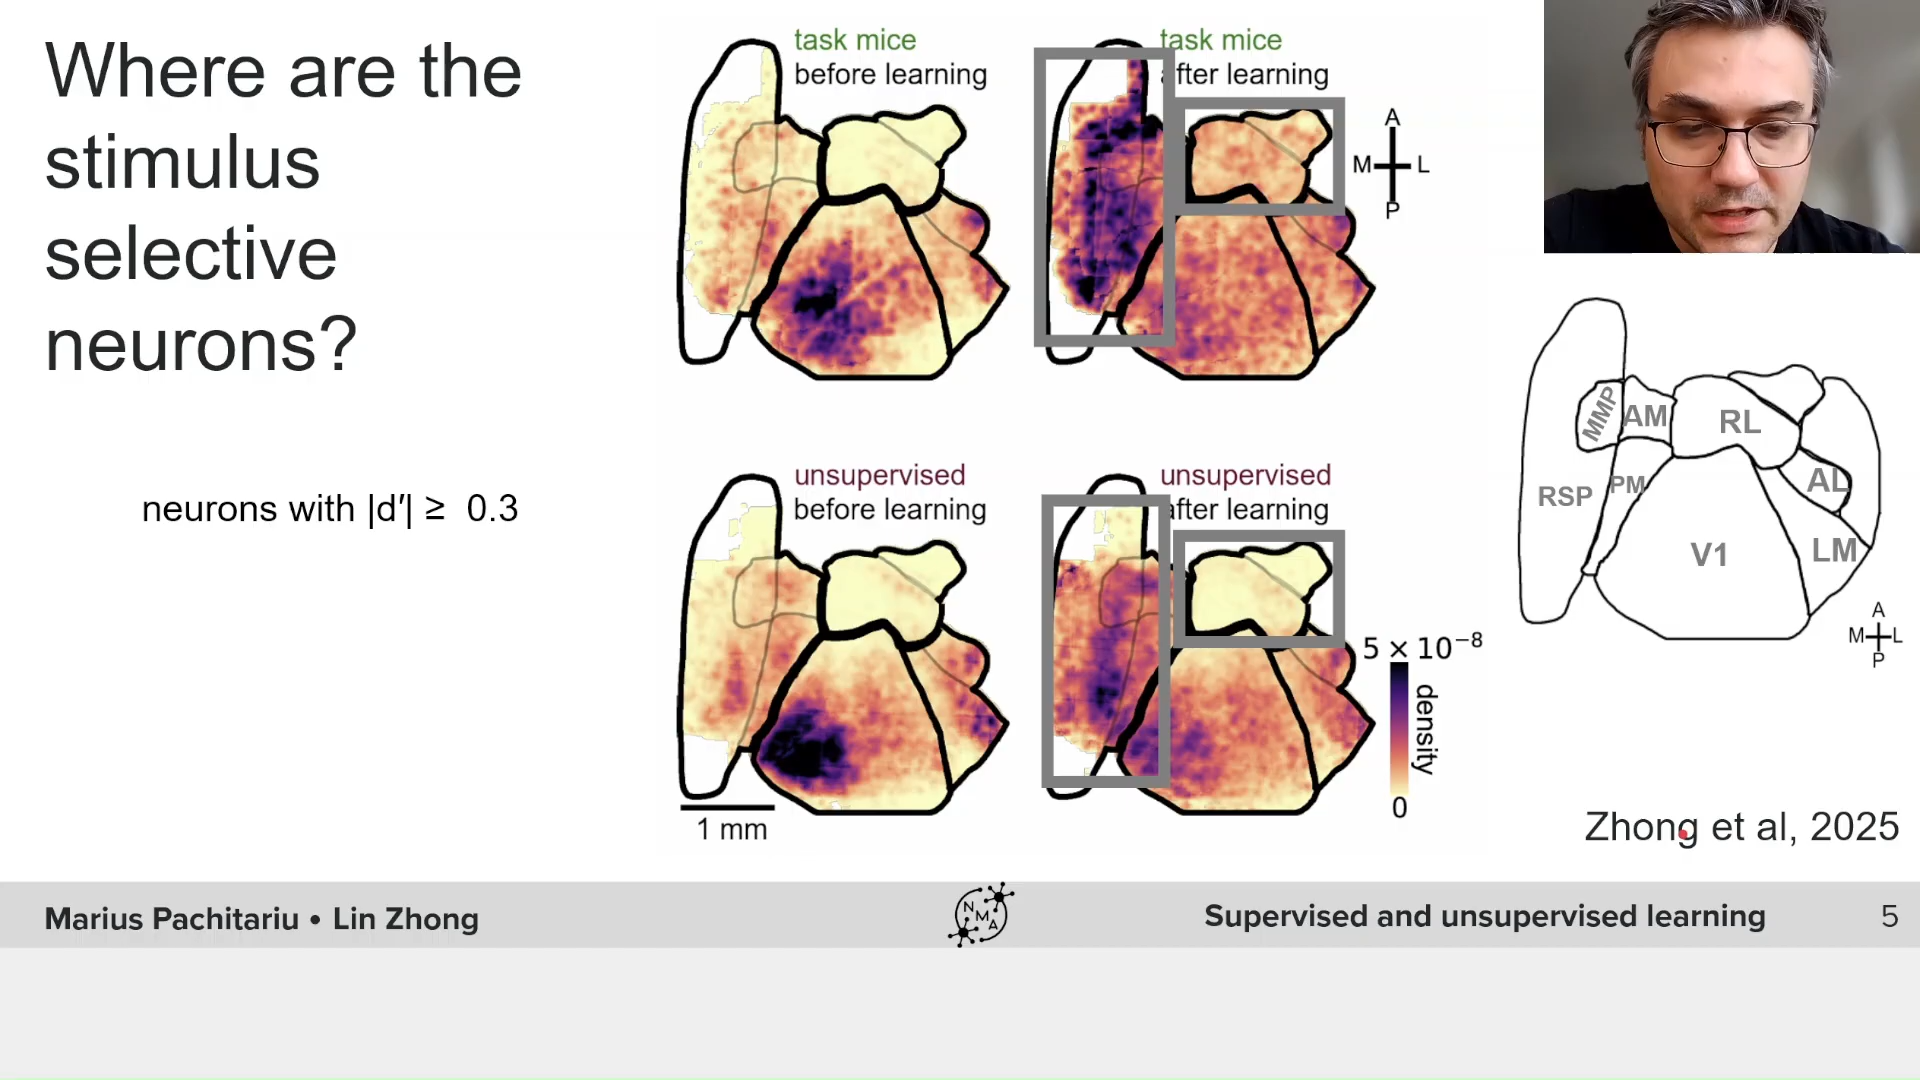 Where are the
stimulus
selective
neurons?
neurons with |d′| ≥ 0.3
task mice
before learning
task mice
fter learning
A
M L
P
unsupervised
before learning
unsupervised
after learning
5 × 10⁻⁸
density
0
1 mm
MMP
AM
RL
RSP
PM
AL
V1
LM
A
M L
P
Zhong et al, 2025
Marius Pachitariu • Lin Zhong
NMA
Supervised and unsupervised learning
5